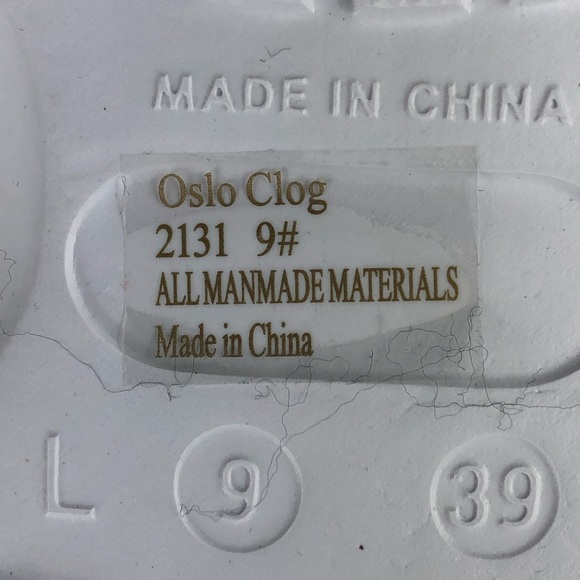 MADE IN CHINA
Oslo Clog
2131 9#
ALL MANMADE MATERIALS
Made in China
L 9 39